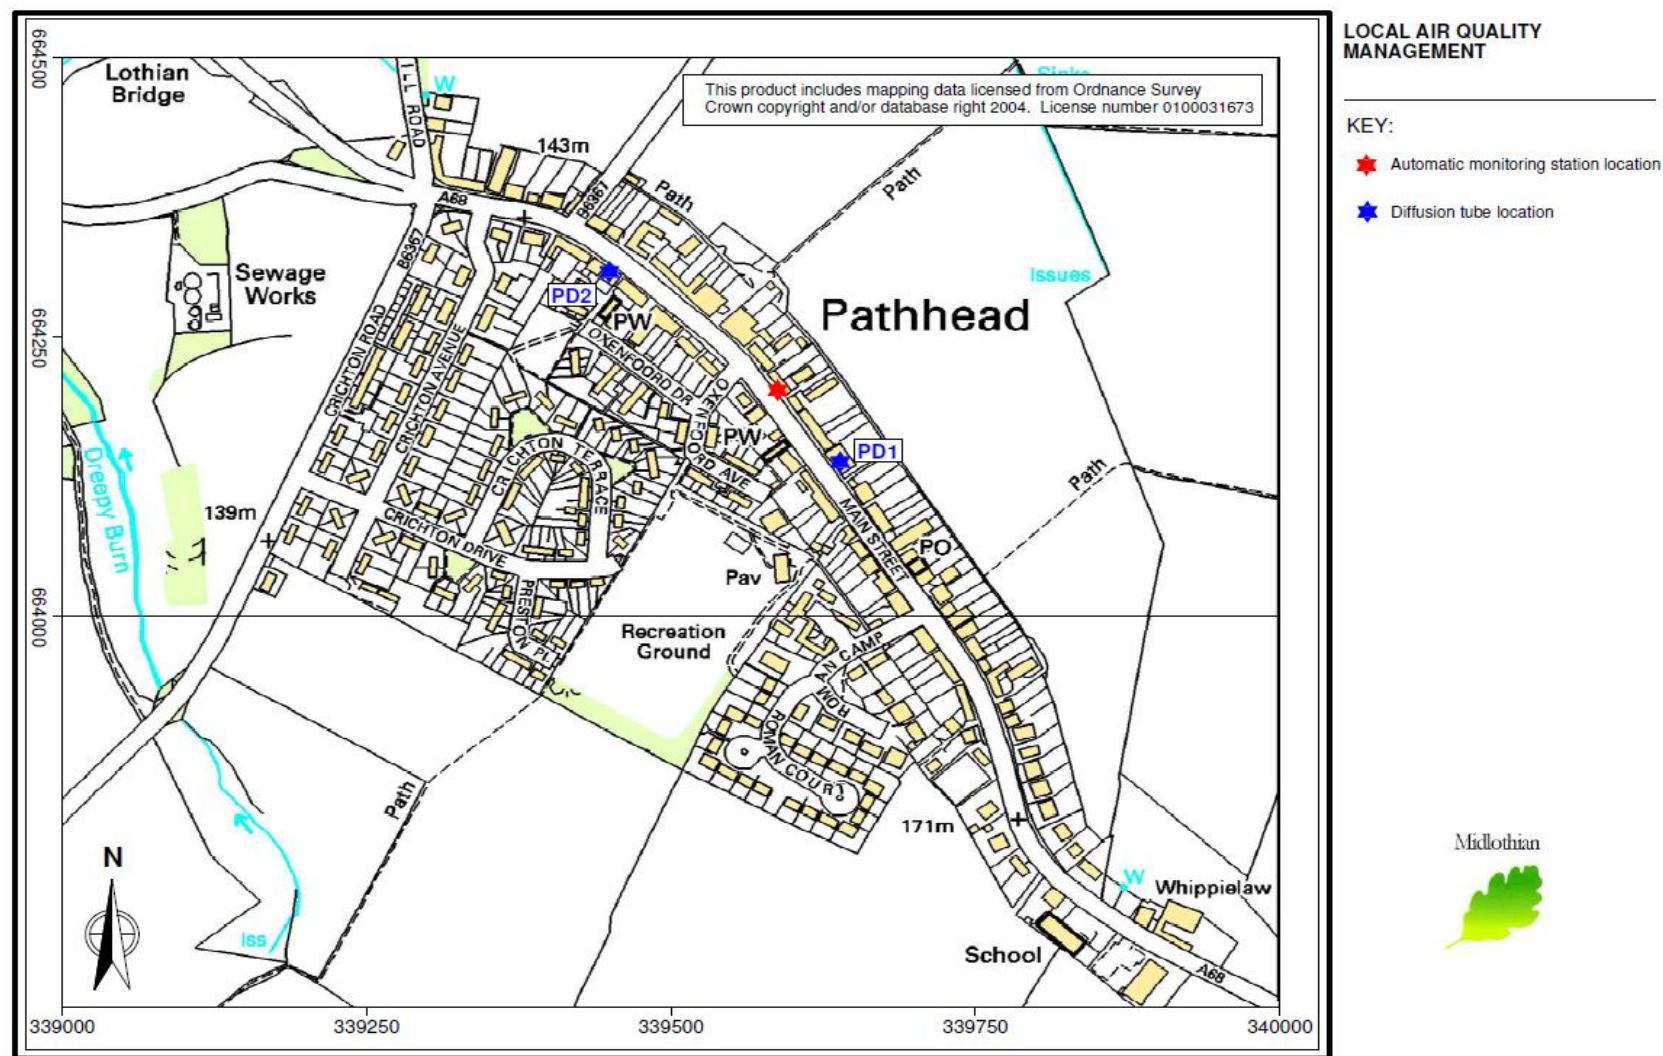 LOCAL AIR QUALITY
MANAGEMENT
KEY:
Automatic monitoring station location
Diffusion tube location
This product includes mapping data licensed from Ordnance Survey
Crown copyright and/or database right 2004. License number 0100031673
664500
664250
664000
339000
339250
339500
339750
340000
Lothian
Bridge
ILL ROAD
W
143m
Path
Path
A68
B6367
B6367
Sinks
Issues
Sewage
Works
PD2
PW
Pathhead
OXENFOORD DR
OXENFOORD AVE
PW
PD1
CRICHTON ROAD
CRICHTON AVENUE
CRICHTON TERRACE
CRICHTON DRIVE
PRESTON PL
Dreepy Burn
139m
MAIN STREET
PO
Path
Pav
Recreation
Ground
ROMAN CAMP
ROMAN COURT
Path
171m
N
Iss
W
Whippielaw
School
A68
Midlothian